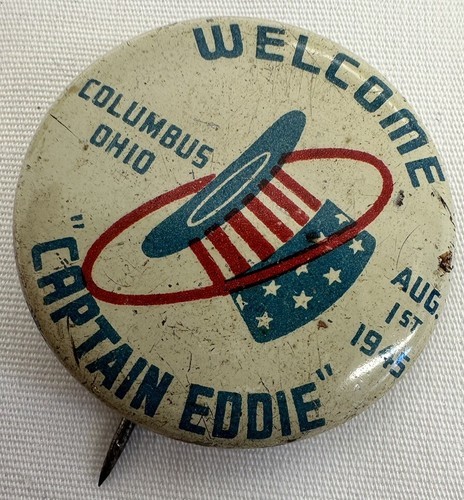 WELCOME
COLUMBUS
OHIO
"CAPTAIN EDDIE"
AUG.
1ST
1945